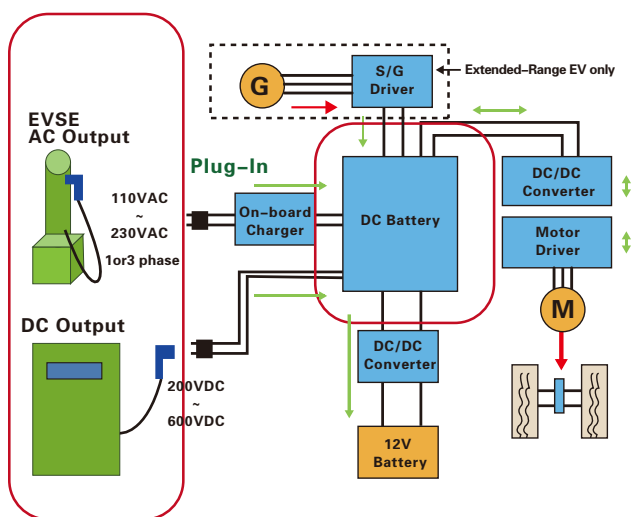 G
S/G
Driver
Extended-Range EV only
EVSE
AC Output
Plug-In
110VAC
~
230VAC
1or3 phase
On-board
Charger
DC Battery
DC/DC
Converter
Motor
Driver
M
DC Output
200VDC
~
600VDC
DC/DC
Converter
12V
Battery